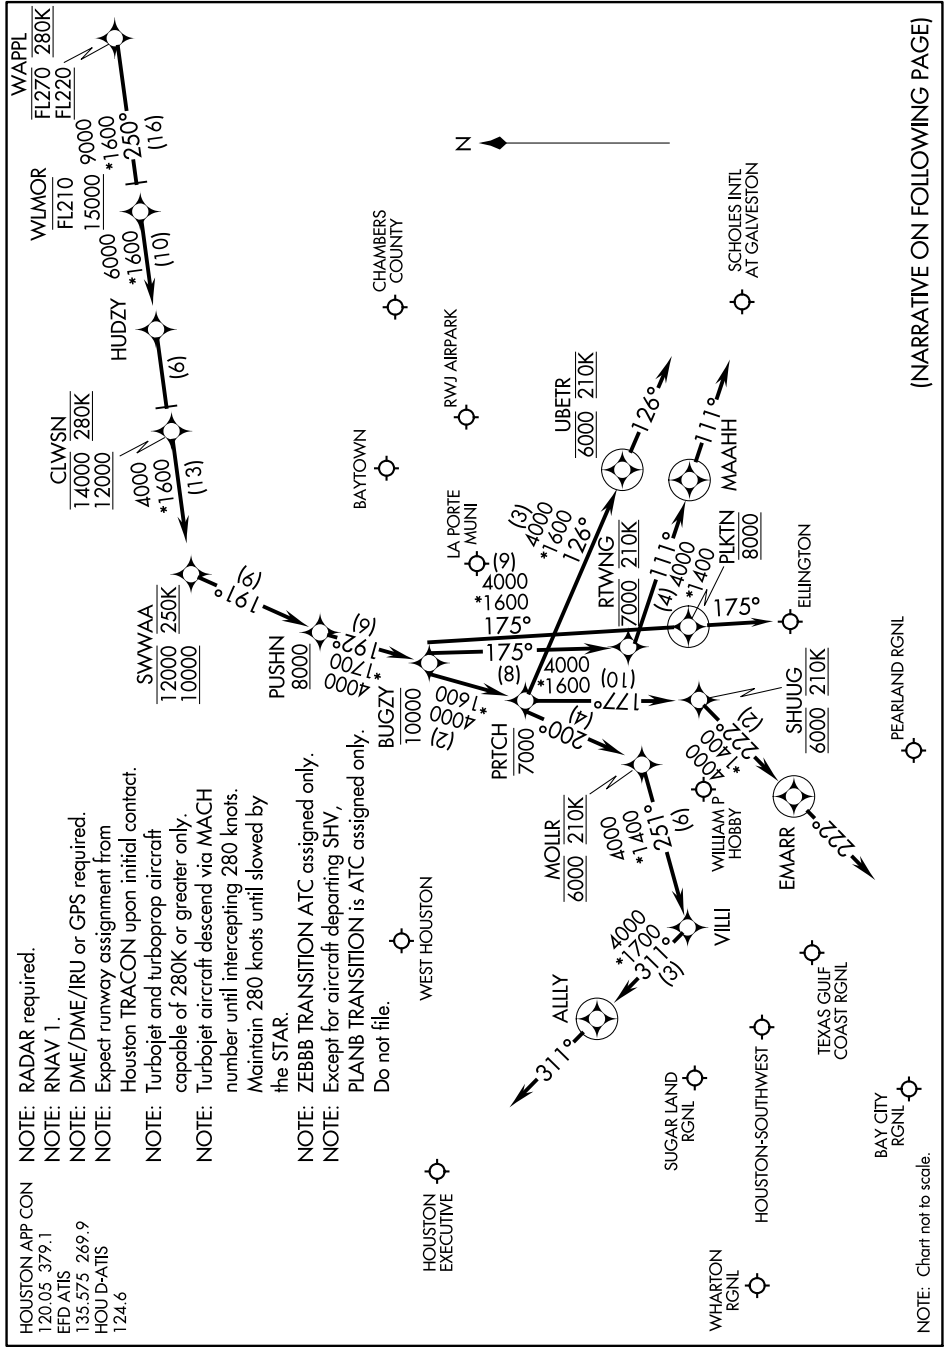 HOUSTON APP CON
120.05 379.1
EFD ATIS
135.575 269.9
HOU D-ATIS
124.6
NOTE: RADAR required.
NOTE: RNAV 1.
NOTE: DME/DME/IRU or GPS required.
NOTE: Expect runway assignment from
Houston TRACON upon initial contact.
NOTE: Turbojet and turboprop aircraft
capable of 280K or greater only.
NOTE: Turbojet aircraft descend via MACH
number until intercepting 280 knots.
Maintain 280 knots until slowed by
the STAR.
NOTE: ZEBBB TRANSITION ATC assigned only.
NOTE: Except for aircraft departing SHV,
PLANB TRANSITION is ATC assigned only.
Do not file.
WAPPL
FL270 280K
FL220
9000
*1600
250°
(16)
WLMOR
FL210
15000
6000
*1600
(10)
HUDZY
(6)
CLWSN
14000 280K
12000
4000
*1600
(13)
SWWAA
12000 250K
10000
191°
(9)
PUSHN
8000
192°
(6)
4000
*1700
BUGZY
10000
(2)
4000
*1600
PRTCH
7000
175°
(9)
4000
*1600
175°
(8)
4000
*1600
(3)
4000
*1600
126°
UBETR
6000 210K
126°
RTWNG
7000 210K
111°
(4)
4000
*1400
MAAHH
111°
PLKTN
8000
175°
177°
(10)
SHUUG
6000 210K
222°
(2)
4000
*1400
EMARR
222°
200°
(4)
MOLLR
6000 210K
4000
*1400
251°
(6)
VILLI
4000
*1700
311°
(3)
ALLLY
311°
N
CHAMBERS
COUNTY
RWJ AIRPARK
BAYTOWN
LA PORTE
MUNI
SCHOLES INTL
AT GALVESTON
ELLINGTON
PEARLAND RGNL
WILLIAM P
HOBBY
WEST HOUSTON
HOUSTON
EXECUTIVE
SUGAR LAND
RGNL
HOUSTON-SOUTHWEST
TEXAS GULF
COAST RGNL
BAY CITY
RGNL
WHARTON
RGNL
NOTE: Chart not to scale.
(NARRATIVE ON FOLLOWING PAGE)